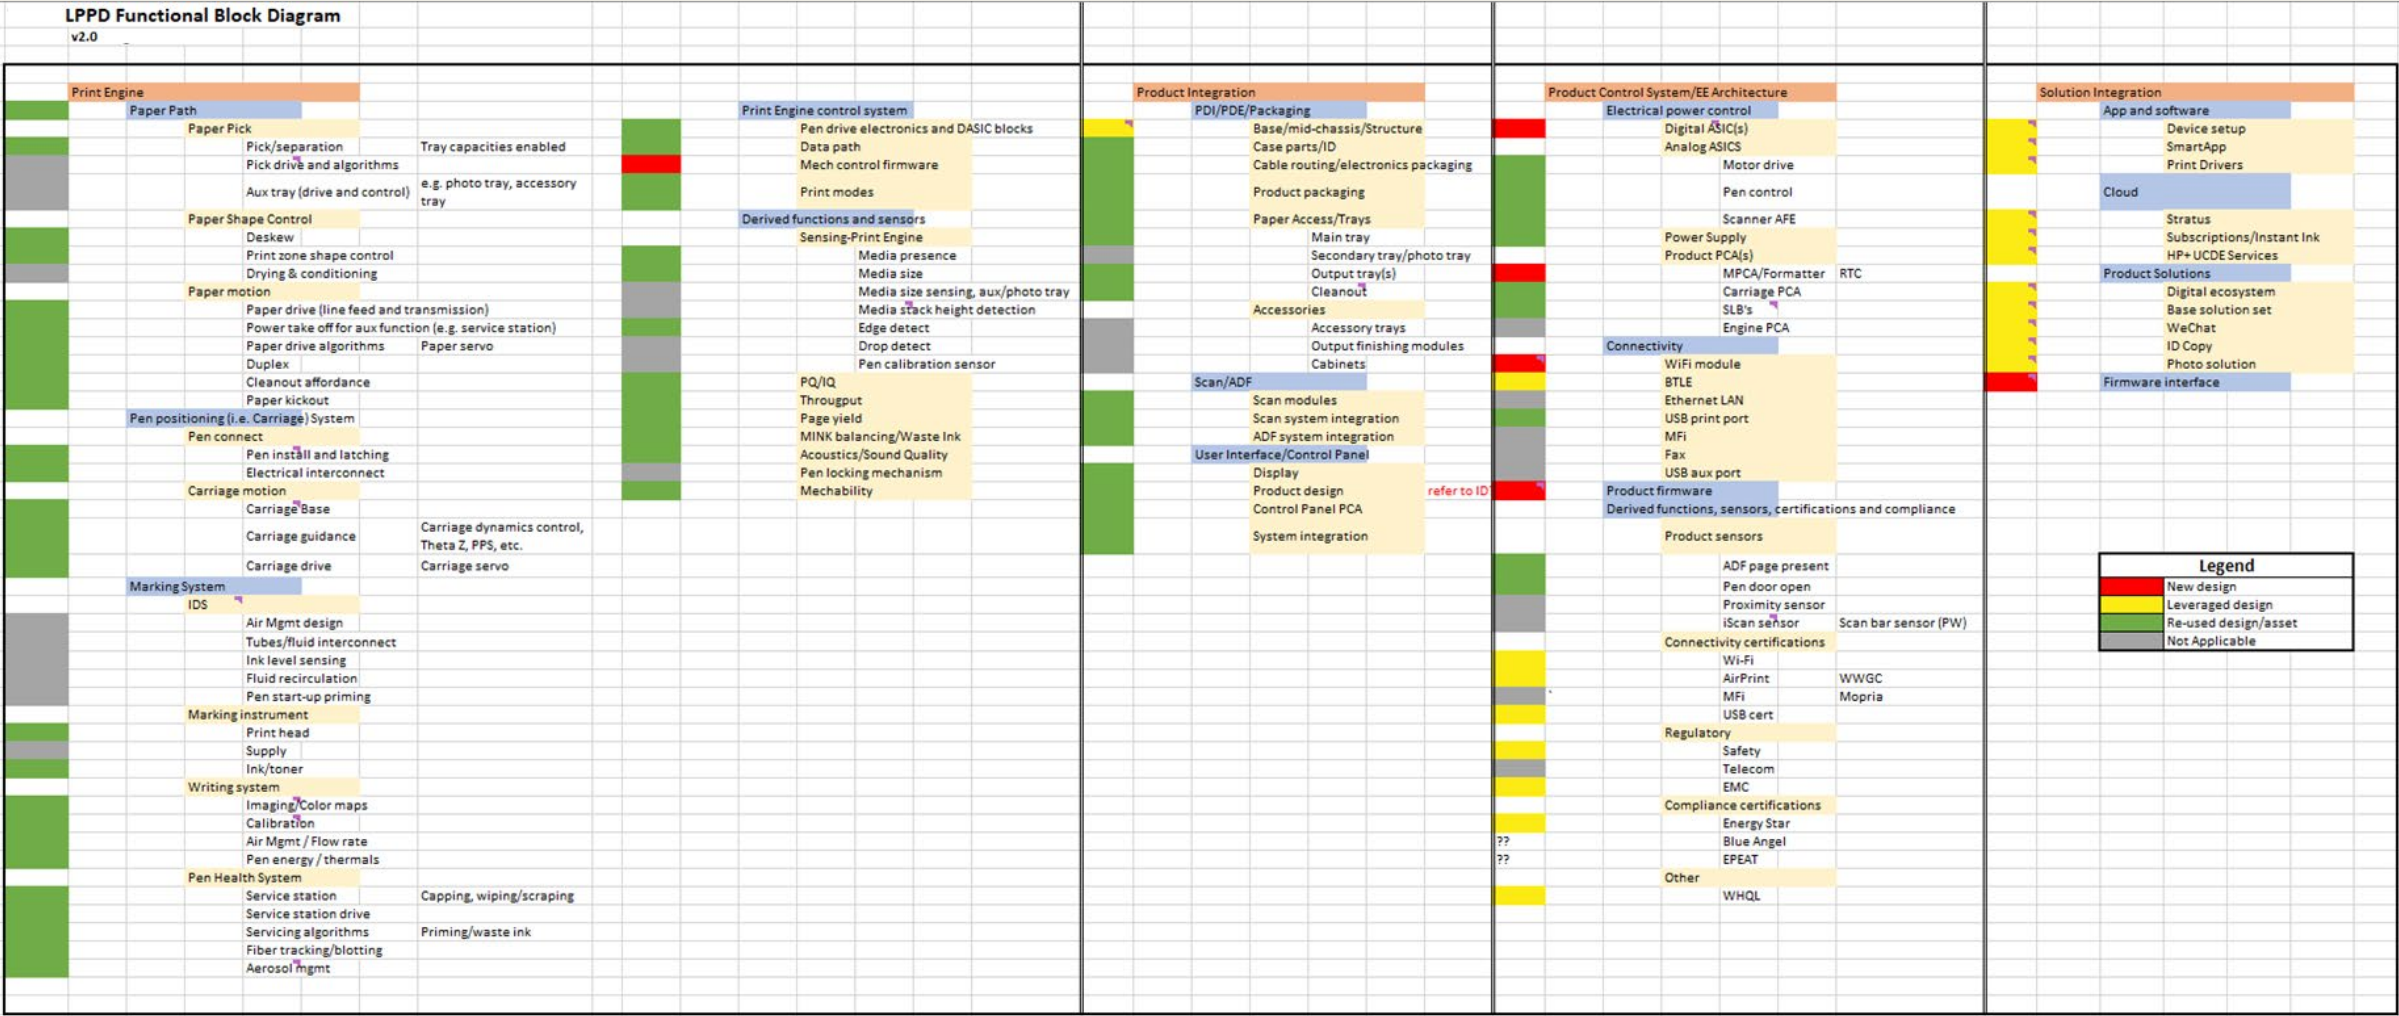 LPPD Functional Block Diagram
v2.0
Print Engine
Paper Path
Paper Pick
Pick/separation Tray capacities enabled
Pick drive and algorithms
Aux tray (drive and control) e.g. photo tray, accessory
tray
Paper Shape Control
Deskew
Print zone shape control
Drying & conditioning
Paper motion
Paper drive (line feed and transmission)
Power take off for aux function (e.g. service station)
Paper drive algorithms Paper servo
Duplex
Cleanout affordance
Paper kickout
Pen positioning (i.e. Carriage) System
Pen connect
Pen install and latching
Electrical interconnect
Carriage motion
Carriage Base
Carriage guidance Carriage dynamics control,
Theta Z, PPS, etc.
Carriage drive Carriage servo
Marking System
IDS
Air Mgmt design
Tubes/fluid interconnect
Ink level sensing
Fluid recirculation
Pen start-up priming
Marking instrument
Print head
Supply
Ink/toner
Writing system
Imaging/Color maps
Calibration
Air Mgmt / Flow rate
Pen energy / thermals
Pen Health System
Service station Capping, wiping/scraping
Service station drive
Servicing algorithms Priming/waste ink
Fiber tracking/blotting
Aerosol mgmt
Print Engine control system
Pen drive electronics and DASIC blocks
Data path
Mech control firmware
Print modes
Derived functions and sensors
Sensing-Print Engine
Media presence
Media size
Media size sensing, aux/photo tray
Media stack height detection
Edge detect
Drop detect
Pen calibration sensor
PQ/IQ
Througput
Page yield
MINK balancing/Waste Ink
Acoustics/Sound Quality
Pen locking mechanism
Mechability
Product Integration
PDI/PDE/Packaging
Base/mid-chassis/Structure
Case parts/ID
Cable routing/electronics packaging
Product packaging
Paper Access/Trays
Main tray
Secondary tray/photo tray
Output tray(s)
Cleanout
Accessories
Accessory trays
Output finishing modules
Cabinets
Scan/ADF
Scan modules
Scan system integration
ADF system integration
User Interface/Control Panel
Display
Product design refer to ID
Control Panel PCA
System integration
Product Control System/EE Architecture
Electrical power control
Digital ASIC(s)
Analog ASICS
Motor drive
Pen control
Scanner AFE
Power Supply
Product PCA(s)
MPCA/Formatter RTC
Carriage PCA
SLB's
Engine PCA
Connectivity
WiFi module
BTLE
Ethernet LAN
USB print port
MFi
Fax
USB aux port
Product firmware
Derived functions, sensors, certifications and compliance
Product sensors
ADF page present
Pen door open
Proximity sensor
iScan sensor Scan bar sensor (PW)
Connectivity certifications
Wi-Fi
AirPrint WWGC
MFi Mopria
USB cert
Regulatory
Safety
Telecom
EMC
Compliance certifications
Energy Star
?? Blue Angel
?? EPEAT
Other
WHQL
Solution Integration
App and software
Device setup
SmartApp
Print Drivers
Cloud
Stratus
Subscriptions/Instant Ink
HP+ UCDE Services
Product Solutions
Digital ecosystem
Base solution set
WeChat
ID Copy
Photo solution
Firmware interface
Legend
New design
Leveraged design
Re-used design/asset
Not Applicable